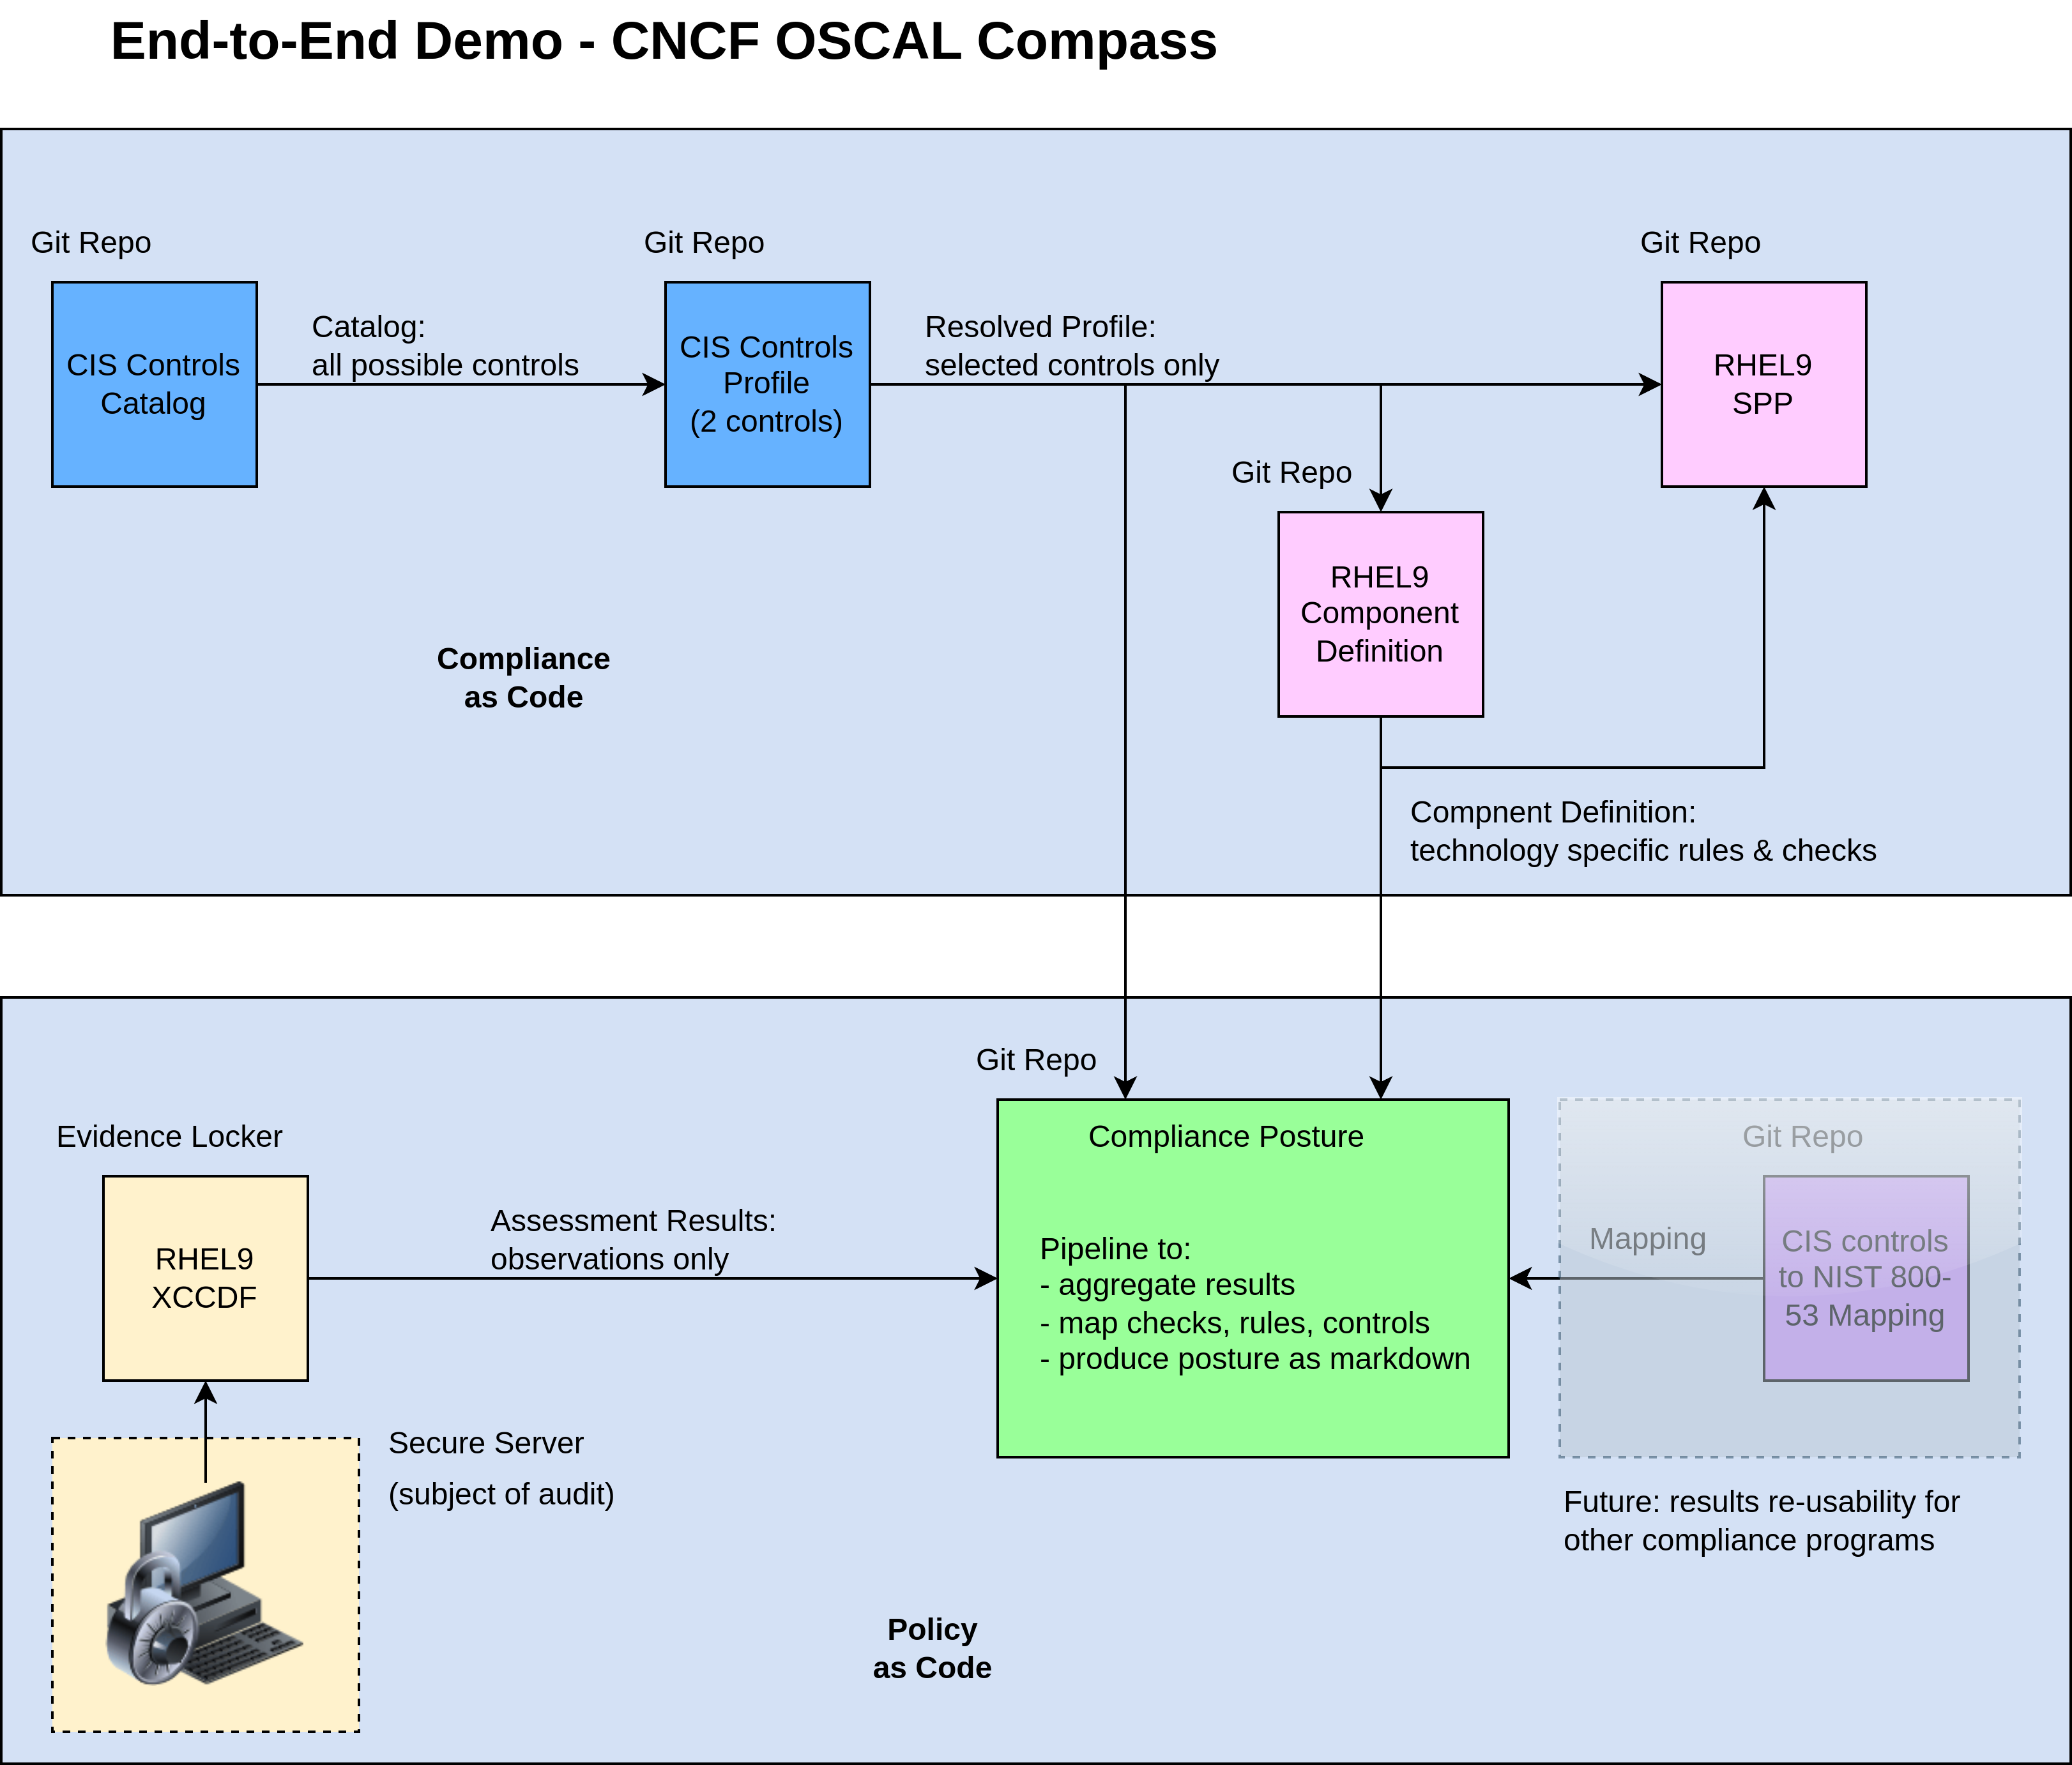 End-to-End Demo - CNCF OSCAL Compass
Git Repo
Git Repo
Git Repo
CIS Controls
Catalog
Catalog:
all possible controls
CIS Controls
Profile
(2 controls)
Resolved Profile:
selected controls only
RHEL9
SPP
Git Repo
RHEL9
Component
Definition
Compliance
as Code
Compnent Definition:
technology specific rules & checks
Git Repo
Evidence Locker
Compliance Posture
Git Repo
RHEL9
XCCDF
Assessment Results:
observations only
Pipeline to:
- aggregate results
- map checks, rules, controls
- produce posture as markdown
Mapping
CIS controls
to NIST 800-
53 Mapping
Secure Server
(subject of audit)
Future: results re-usability for
other compliance programs
Policy
as Code